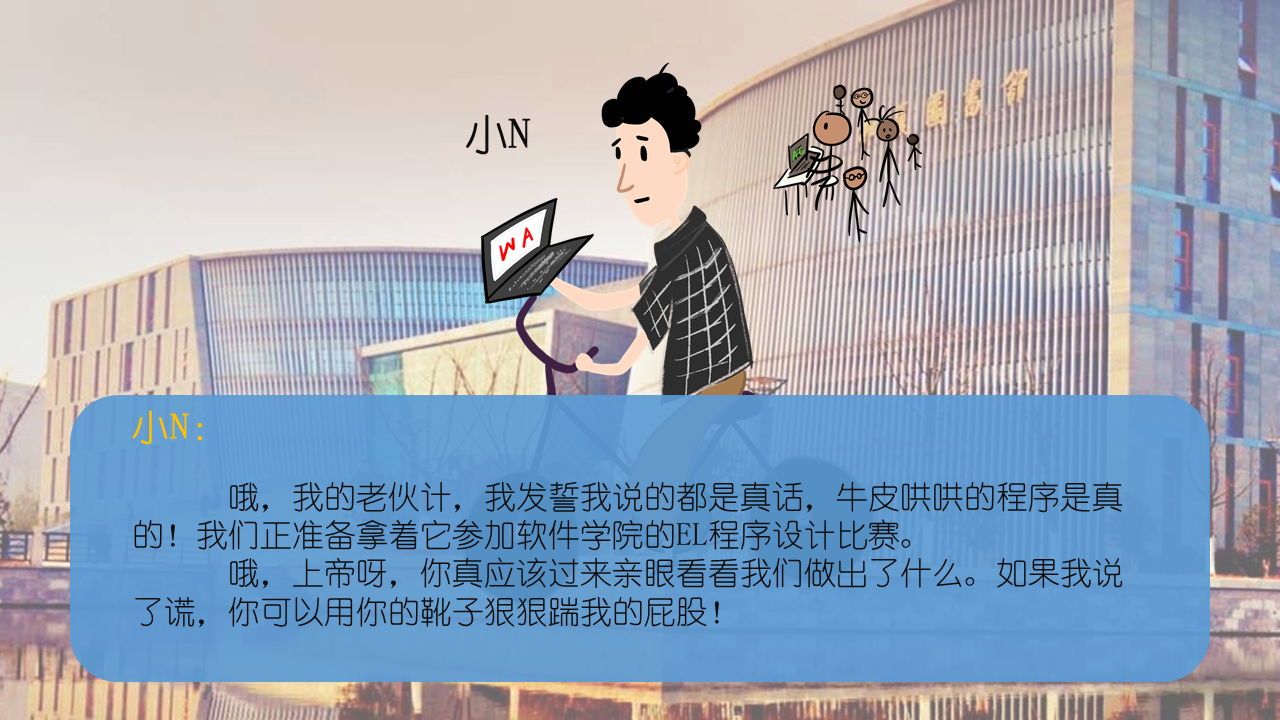 小N
WA
AC
图书馆
小N:
哦，我的老伙计，我发誓我说的都是真话，牛皮哄哄的程序是真
的！我们正准备拿着它参加软件学院的EL程序设计比赛。
哦，上帝呀，你真应该过来亲眼看看我们做出了什么。如果我说
了谎，你可以用你的靴子狠狠踹我的屁股！